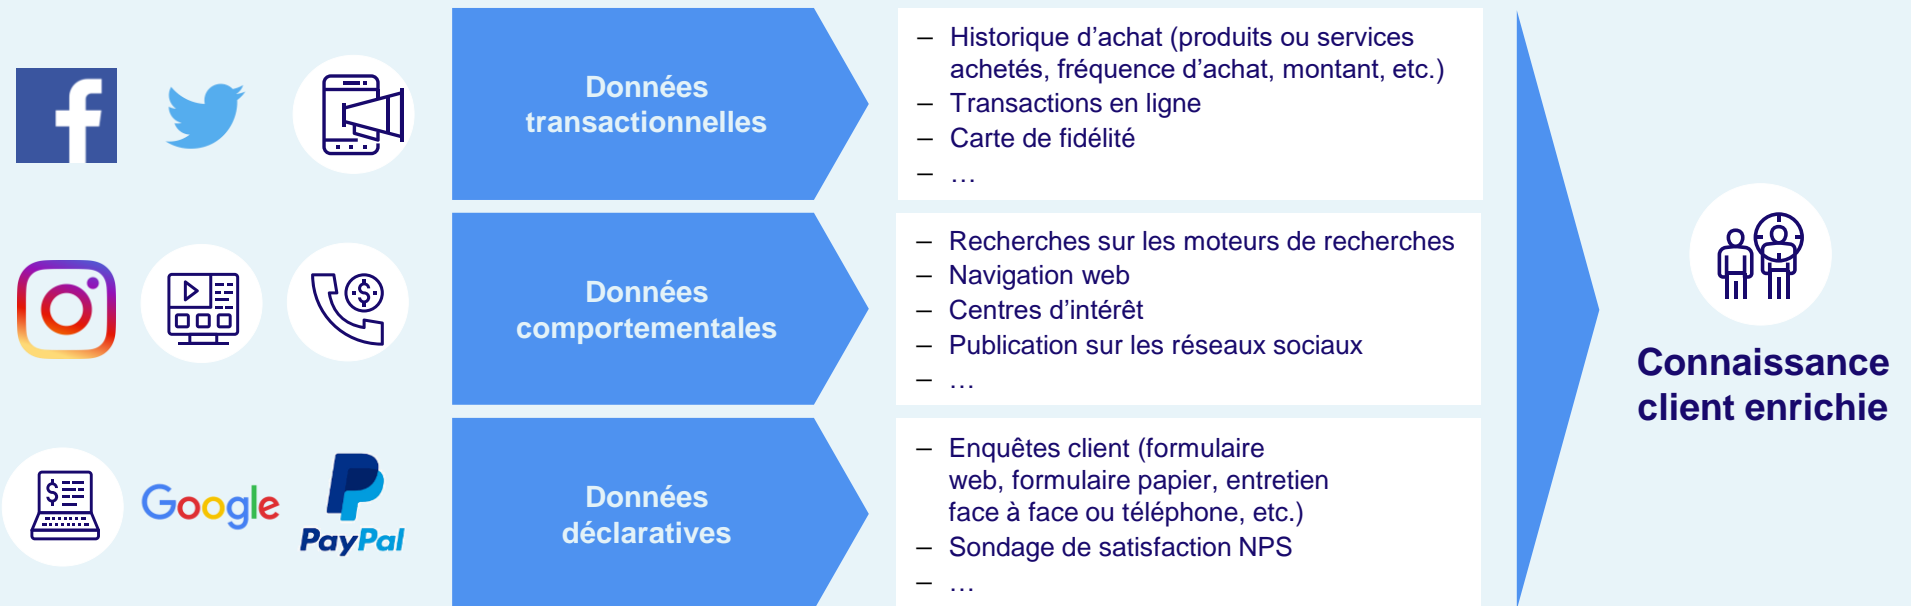 Données
transactionnelles
– Historique d’achat (produits ou services
achetés, fréquence d’achat, montant, etc.)
– Transactions en ligne
– Carte de fidélité
– …
Données
comportementales
– Recherches sur les moteurs de recherches
– Navigation web
– Centres d’intérêt
– Publication sur les réseaux sociaux
– …
Google
PayPal
Données
déclaratives
– Enquêtes client (formulaire
web, formulaire papier, entretien
face à face ou téléphone, etc.)
– Sondage de satisfaction NPS
– …
Connaissance
client enrichie